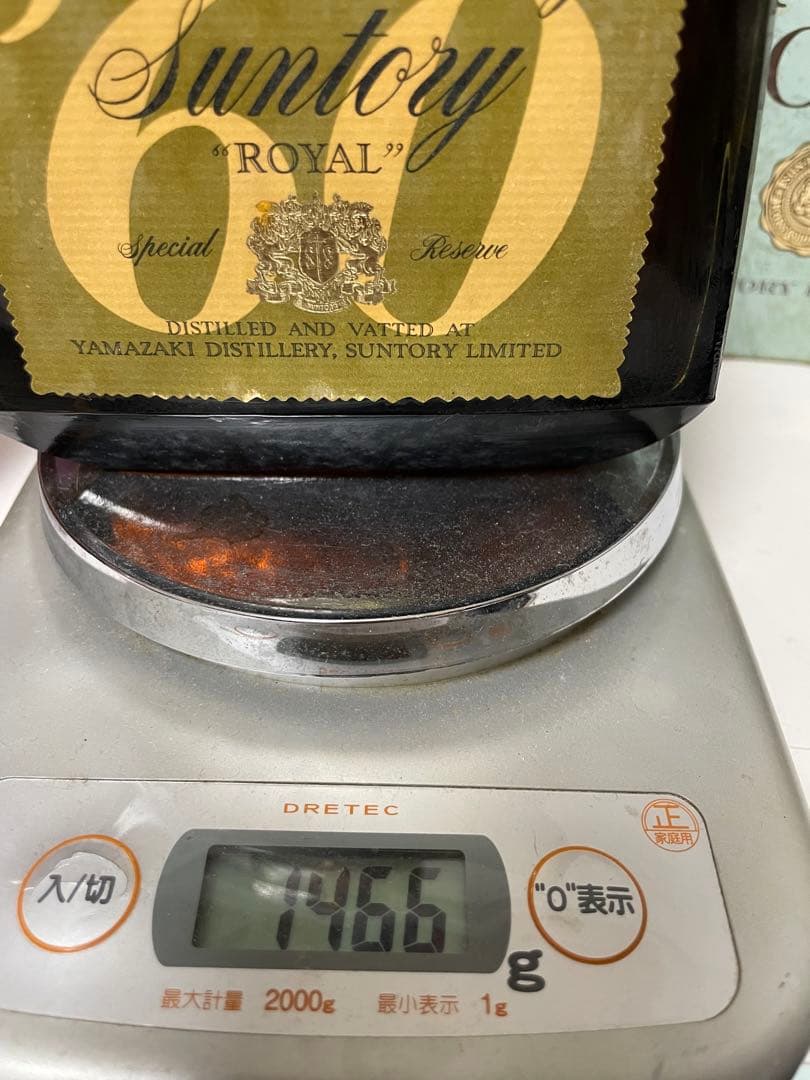 '60
Suntory
"ROYAL"
Special Reserve
DISTILLED AND VATTED AT
YAMAZAKI DISTILLERY, SUNTORY LIMITED
DRETEC
正
家庭用
入/切
1466
g
"0"表示
最大計量 2000g 最小表示 1g